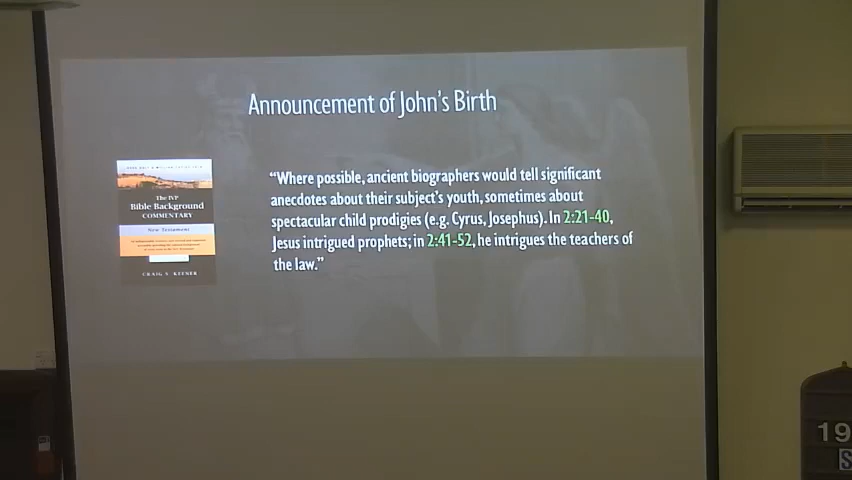 Announcement of John's Birth
“Where possible, ancient biographers would tell significant
anecdotes about their subject's youth, sometimes about
spectacular child prodigies (e.g. Cyrus, Josephus). In 2:21-40,
Jesus intrigued prophets; in 2:41-52, he intrigues the teachers of
the law.”
The IVP
Bible Background
COMMENTARY
New Testament
CRAIG S. KEENER
19
S